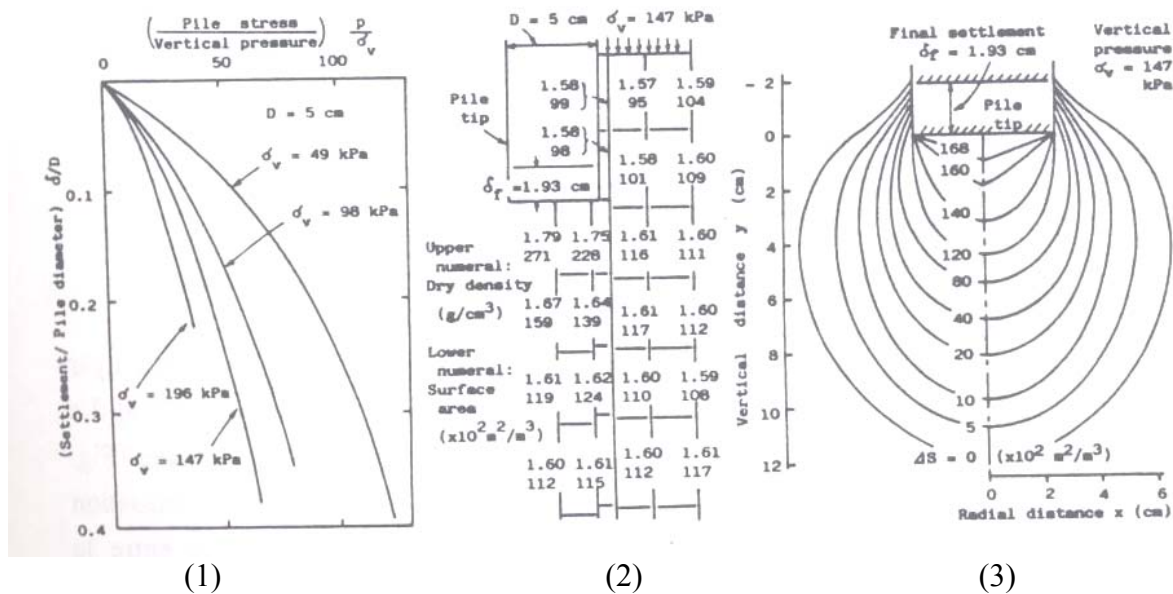 ( Pile stress / Vertical pressure ) p/σv
0 50 100
D = 5 cm
σv = 49 kPa
σv = 98 kPa
σv = 196 kPa
σv = 147 kPa
(Settlement/ Pile diameter) δ/D
0.1
0.2
0.3
0.4
(1)
D = 5 cm σv = 147 kPa
Pile
tip
δf =1.93 cm
1.58 1.57 1.59
99 95 104
1.58 1.58 1.60
98 101 109
1.79 1.75 1.61 1.60
271 228 116 111
1.67 1.64 1.61 1.60
159 139 117 112
1.61 1.62 1.60 1.59
119 124 110 108
1.60 1.61 1.60 1.61
112 115 112 117
Upper
numeral:
Dry density
(g/cm3)
Lower
numeral:
Surface
area
(x10² m²/m³)
(2)
Final settlement
δf = 1.93 cm
Vertical
pressure
σv = 147
kPa
Pile
tip
Vertical distance y (cm)
- 2
0
2
4
6
8
10
12
168
160
140
120
80
40
20
10
5
ΔS = 0 (x10² m²/m³)
0 2 4 6
Radial distance x (cm)
(3)